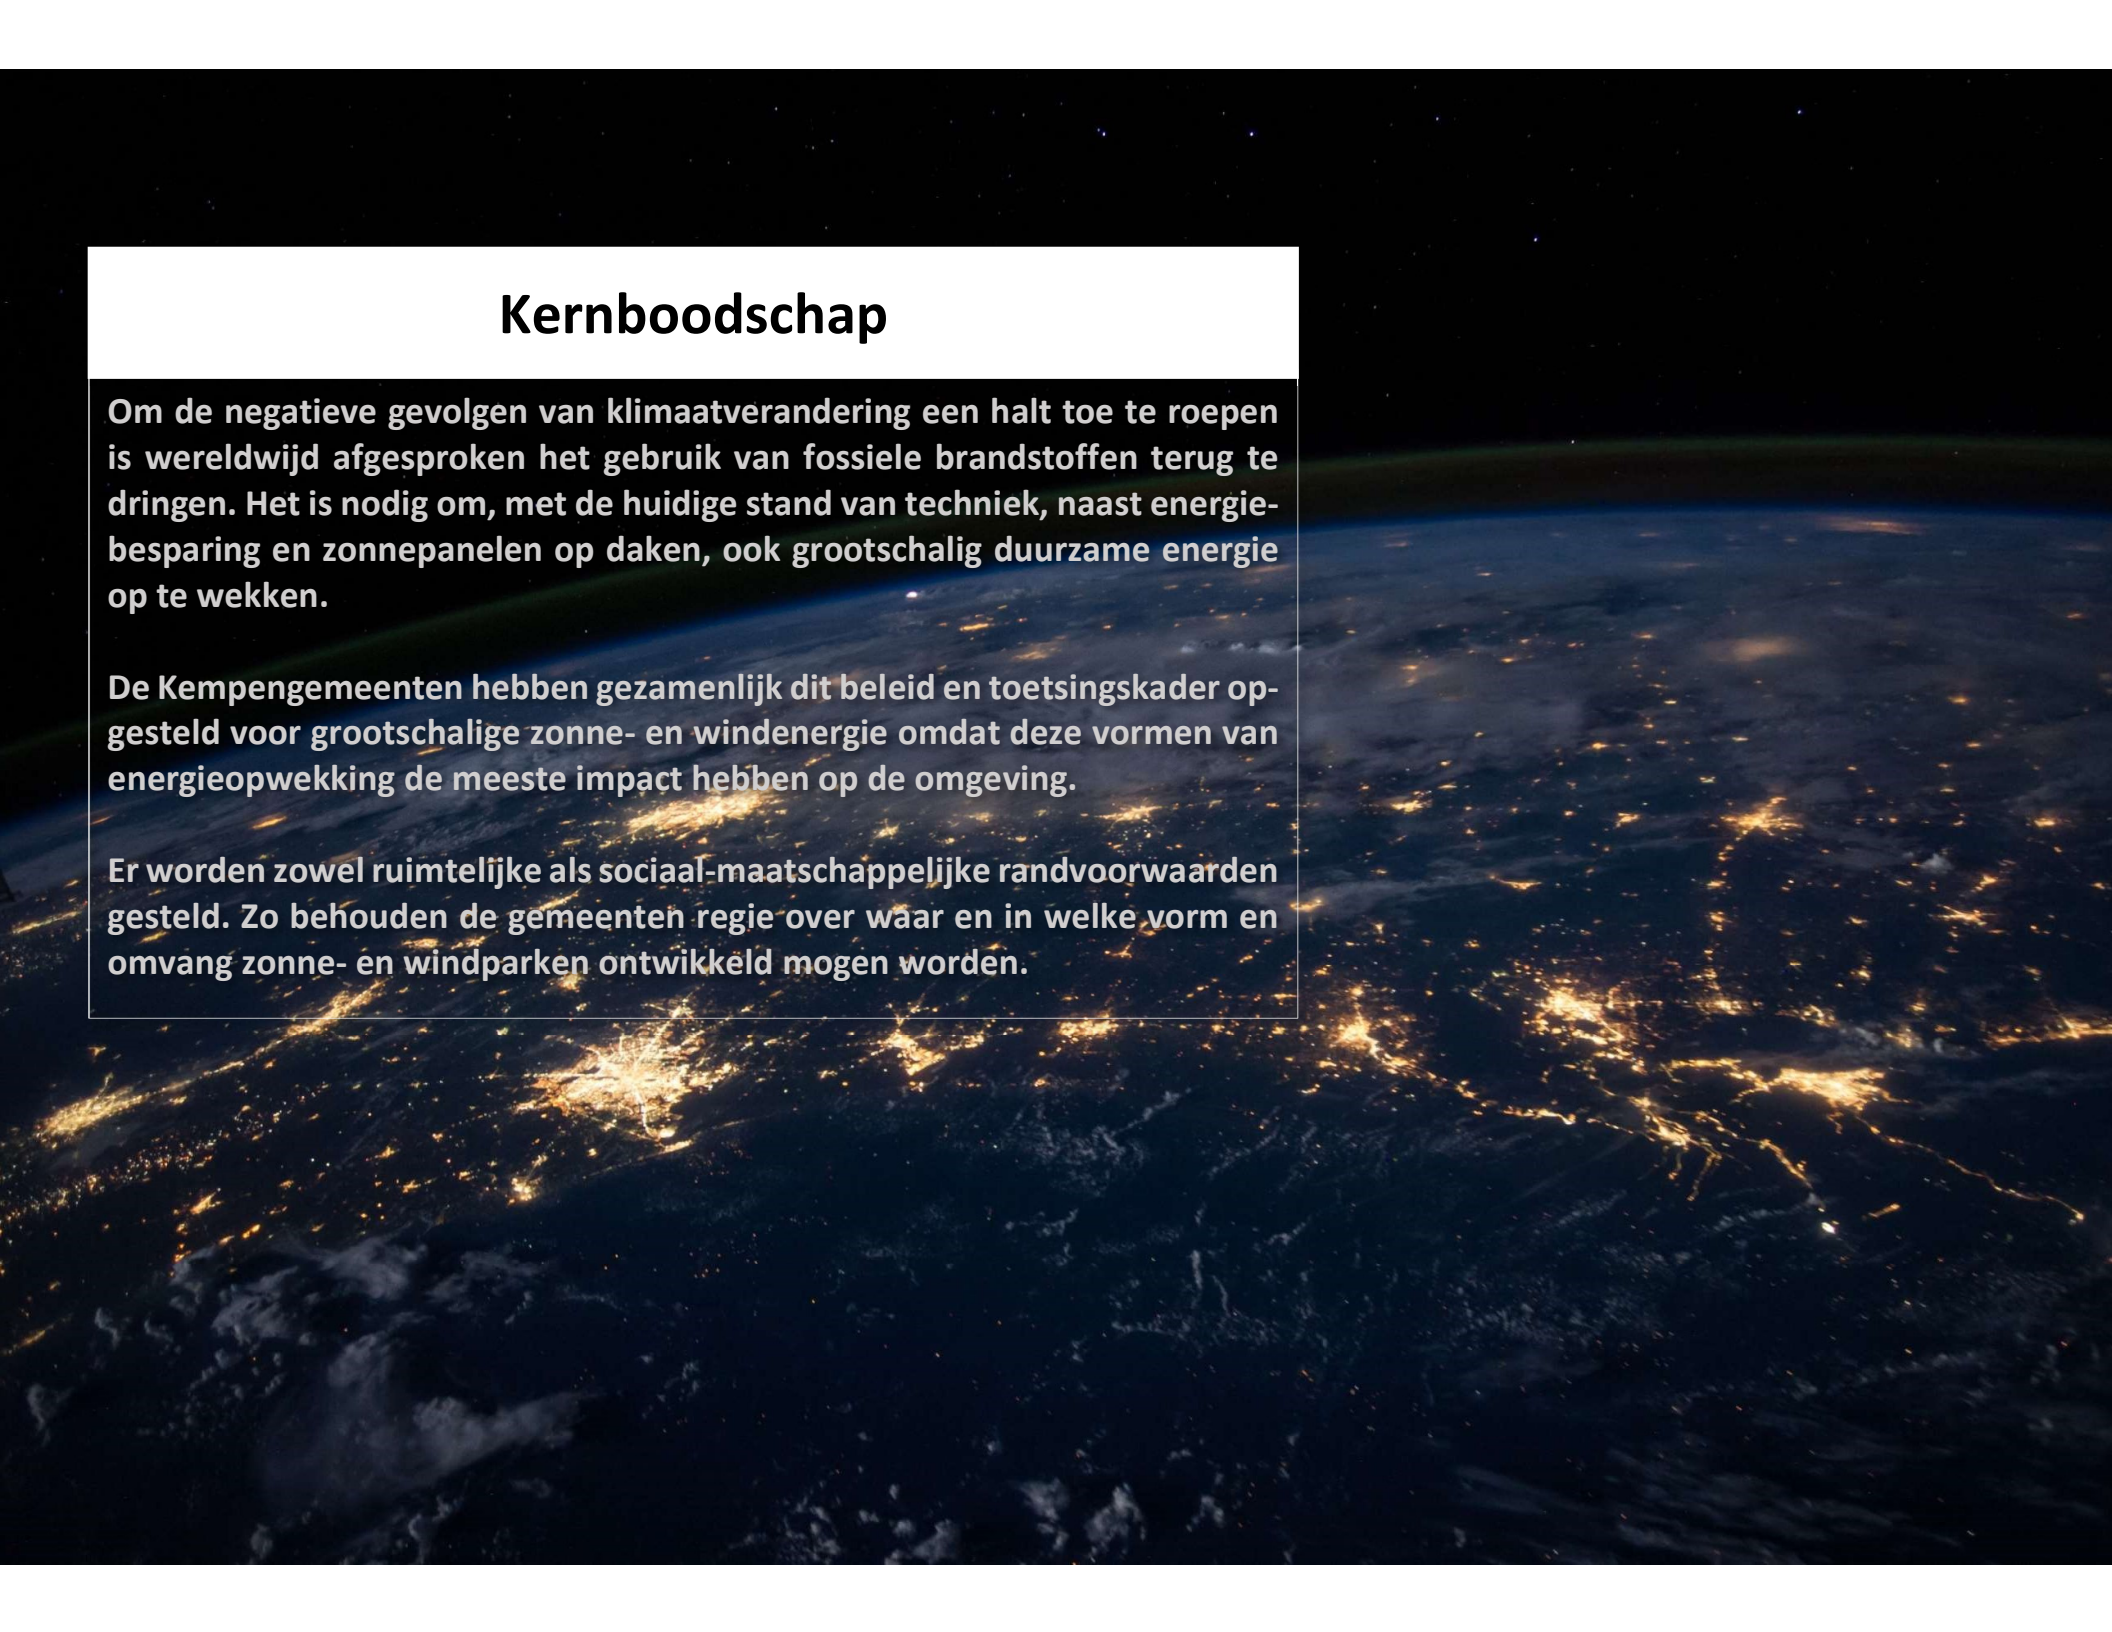 Kernboodschap
Om de negatieve gevolgen van klimaatverandering een halt toe te roepen
is wereldwijd afgesproken het gebruik van fossiele brandstoffen terug te
dringen. Het is nodig om, met de huidige stand van techniek, naast energie-
besparing en zonnepanelen op daken, ook grootschalig duurzame energie
op te wekken.
De Kempengemeenten hebben gezamenlijk dit beleid en toetsingskader op-
gesteld voor grootschalige zonne- en windenergie omdat deze vormen van
energieopwekking de meeste impact hebben op de omgeving.
Er worden zowel ruimtelijke als sociaal-maatschappelijke randvoorwaarden
gesteld. Zo behouden de gemeenten regie over waar en in welke vorm en
omvang zonne- en windparken ontwikkeld mogen worden.